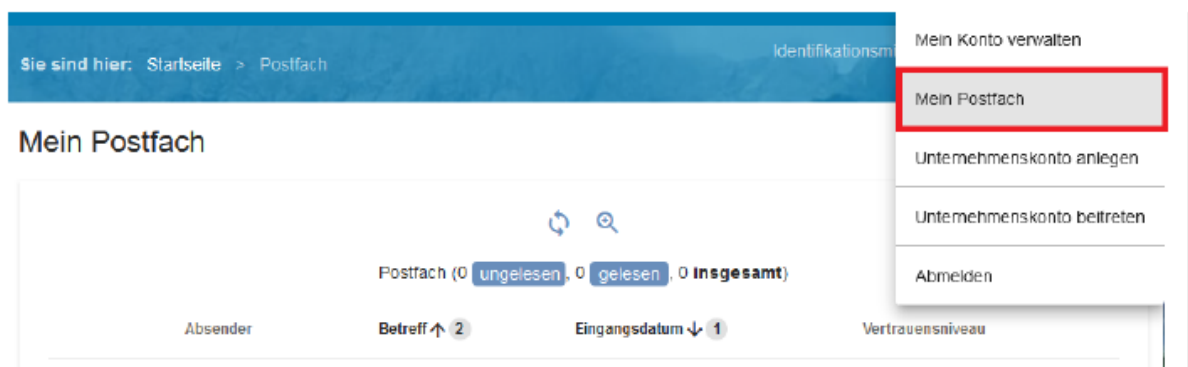 Sie sind hier: Startseite > Postfach
Identifikationsmi
Mein Konto verwalten
Mein Postfach
Unternehmenskonto anlegen
Unternehmenskonto beitreten
Abmelden
Mein Postfach
Postfach (0 ungelesen, 0 gelesen, 0 insgesamt)
Absender Betreff ↑ 2 Eingangsdatum ↓ 1 Vertrauensniveau